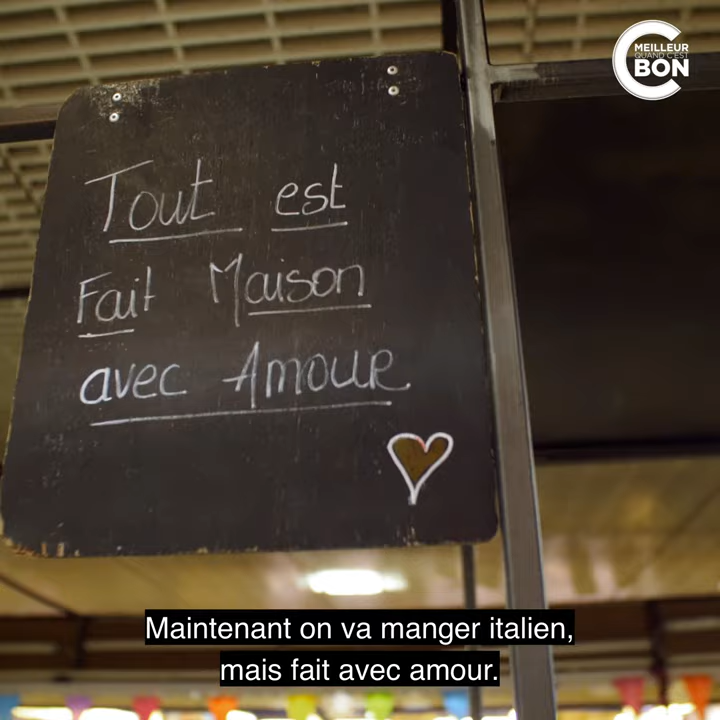 MEILLEUR
QUAND C'EST
BON
Tout est
Fait Maison
avec Amour
Maintenant on va manger italien,
mais fait avec amour.